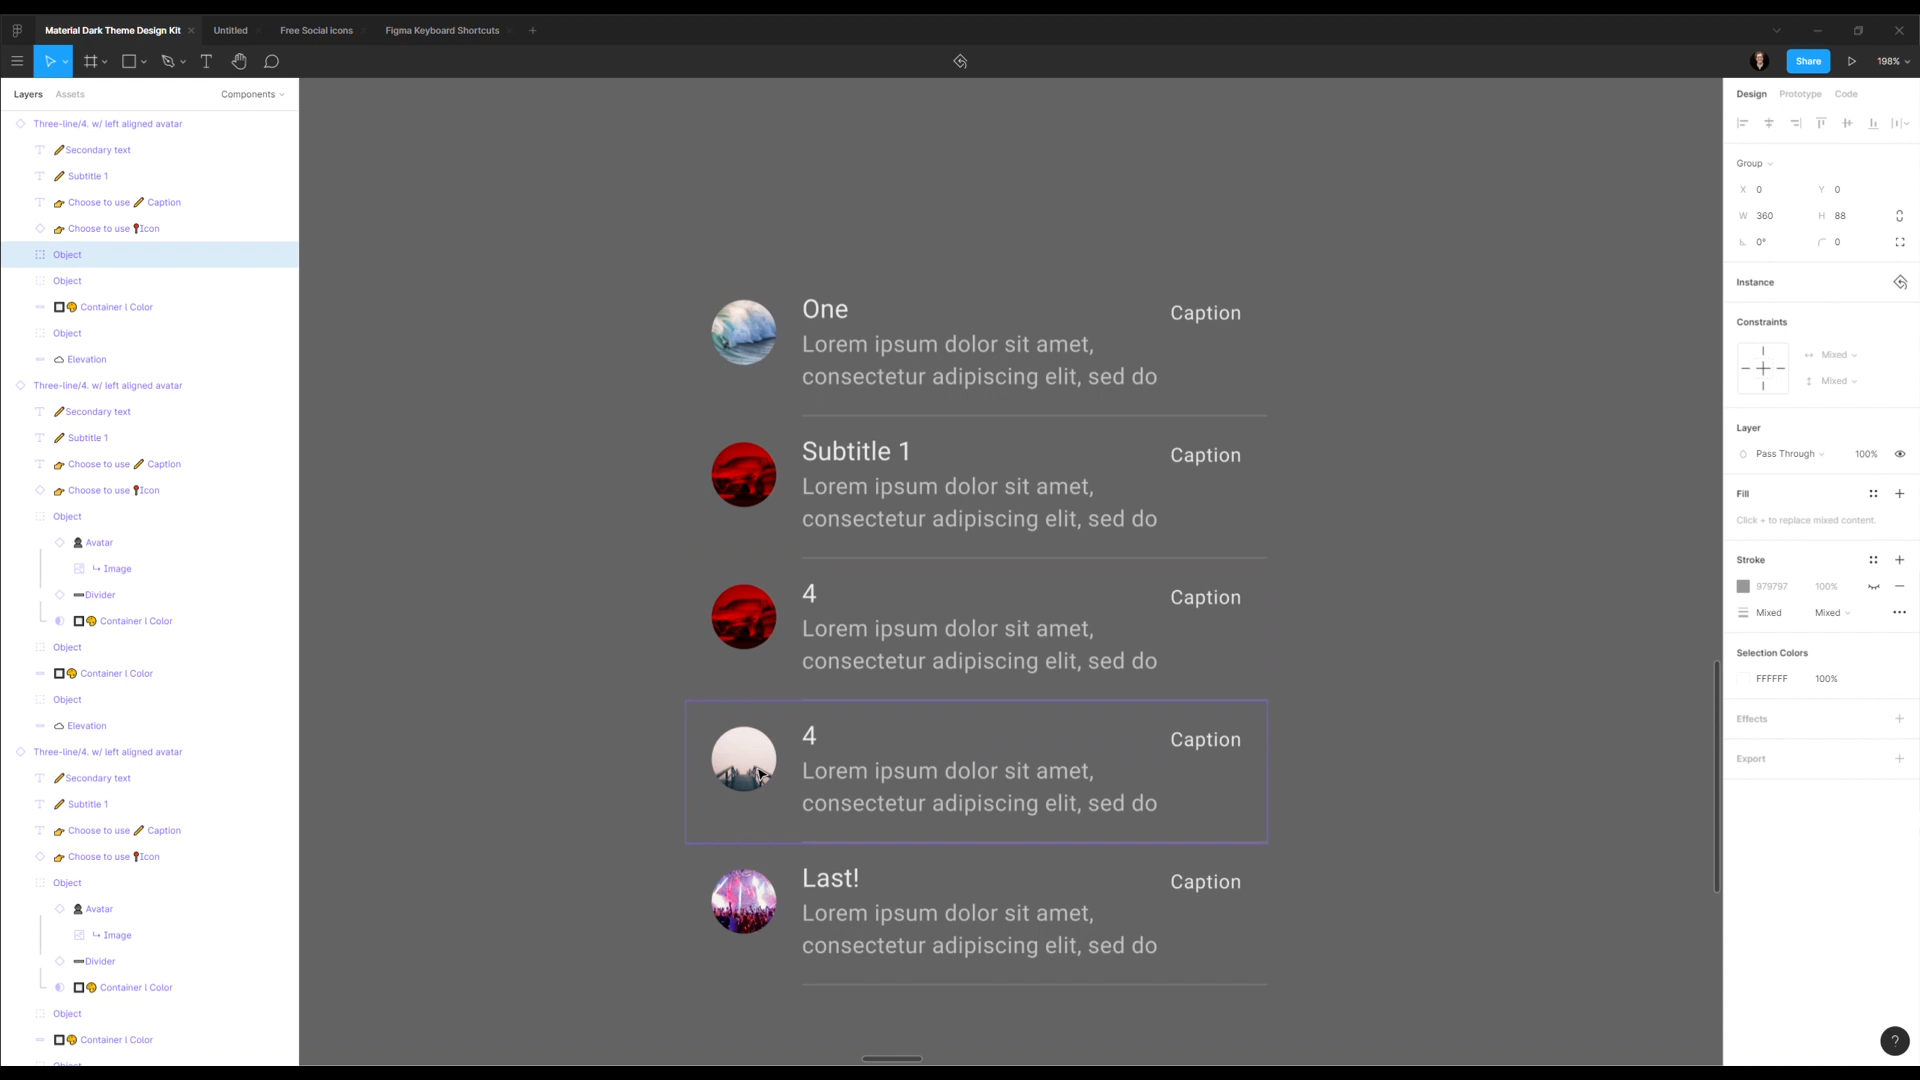 Material Dark Theme Design Kit
Untitled
Free Social icons
Figma Keyboard Shortcuts
Share
198%
Layers
Assets
Components
Three-line/4. w/ left aligned avatar
Secondary text
Subtitle 1
Choose to use Caption
Choose to use Icon
Object
Object
Container | Color
Object
Elevation
Three-line/4. w/ left aligned avatar
Secondary text
Subtitle 1
Choose to use Caption
Choose to use Icon
Object
Avatar
↳ Image
Divider
Container | Color
Object
Container | Color
Object
Elevation
Three-line/4. w/ left aligned avatar
Secondary text
Subtitle 1
Choose to use Caption
Choose to use Icon
Object
Avatar
↳ Image
Divider
Container | Color
Object
Container | Color
Object
One
Caption
Lorem ipsum dolor sit amet,
consectetur adipiscing elit, sed do
Subtitle 1
Caption
Lorem ipsum dolor sit amet,
consectetur adipiscing elit, sed do
4
Caption
Lorem ipsum dolor sit amet,
consectetur adipiscing elit, sed do
4
Caption
Lorem ipsum dolor sit amet,
consectetur adipiscing elit, sed do
Last!
Caption
Lorem ipsum dolor sit amet,
consectetur adipiscing elit, sed do
Design Prototype Code
Group
X 0 Y 0
W 360 H 88
0° 0
Instance
Constraints
Mixed
Mixed
Layer
Pass Through 100%
Fill
Click + to replace mixed content.
Stroke
979797 100%
Mixed Mixed
Selection Colors
FFFFFF 100%
Effects
Export
?